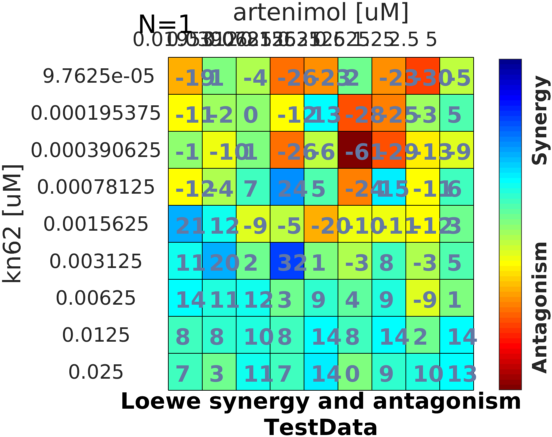 N=1
artenimol [uM]
2.5 5
9.7625e-05 -19 1 -4 -26 -23 2 -23 -30 -5
0.000195375 -11 -2 0 -12 13 -28 -25 -3 5
0.000390625 -1 -10 1 -26 -6 -61 -29 -13 -9
0.00078125 -12 -4 7 24 5 -24 15 -11 6
0.0015625 21 12 -9 -5 -20 -10 -11 -12 3
0.003125 11 20 2 32 1 -3 8 -3 5
0.00625 14 11 12 3 9 4 9 -9 1
0.0125 8 8 10 8 14 8 14 2 14
0.025 7 3 11 7 14 0 9 10 13
kn62 [uM]
Synergy
Antagonism
Loewe synergy and antagonism
TestData